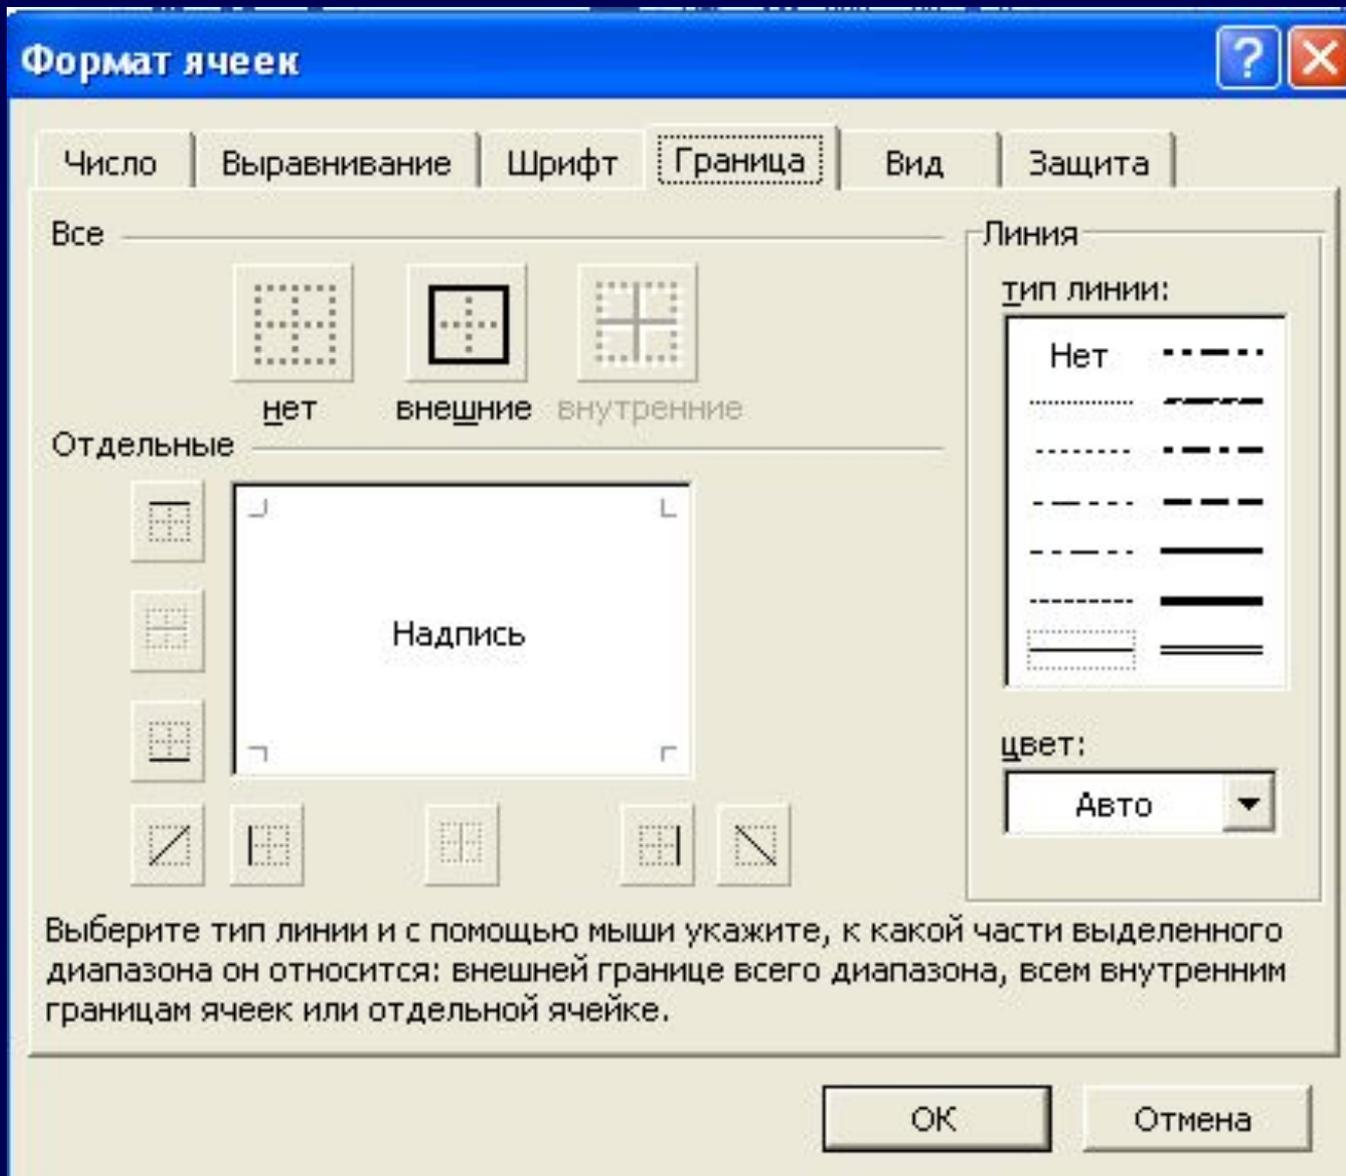 Формат ячеек
?
Число Выравнивание Шрифт Граница Вид Защита
Все
нет внешние внутренние
Отдельные
Надпись
Линия
тип линии:
Нет
цвет:
Авто
Выберите тип линии и с помощью мыши укажите, к какой части выделенного
диапазона он относится: внешней границе всего диапазона, всем внутренним
границам ячеек или отдельной ячейке.
ОК Отмена